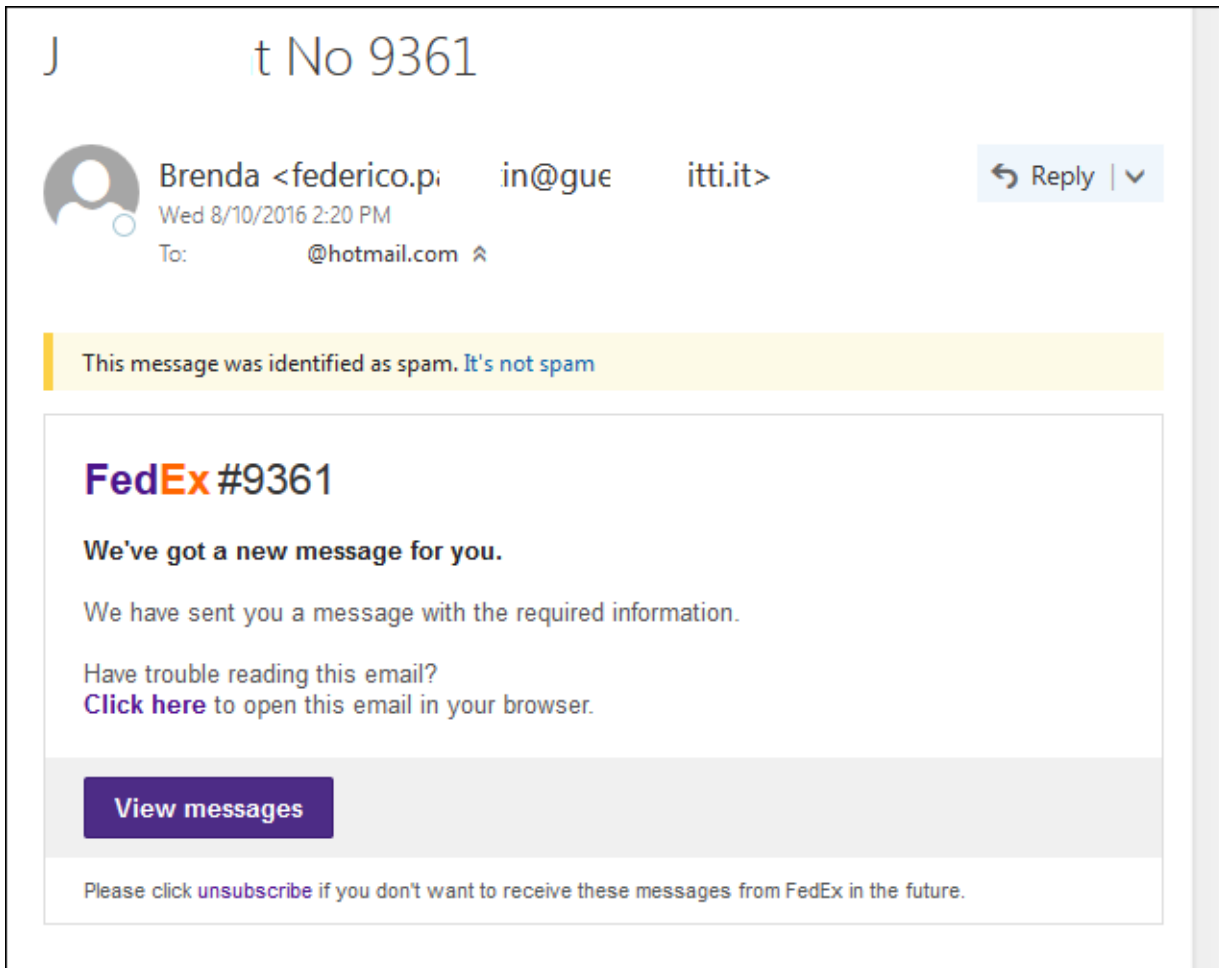 J t No 9361
Brenda <federico.pa in@gue itti.it>
Reply
Wed 8/10/2016 2:20 PM
To: @hotmail.com
This message was identified as spam. It's not spam
FedEx #9361
We've got a new message for you.
We have sent you a message with the required information.
Have trouble reading this email?
Click here to open this email in your browser.
View messages
Please click unsubscribe if you don't want to receive these messages from FedEx in the future.